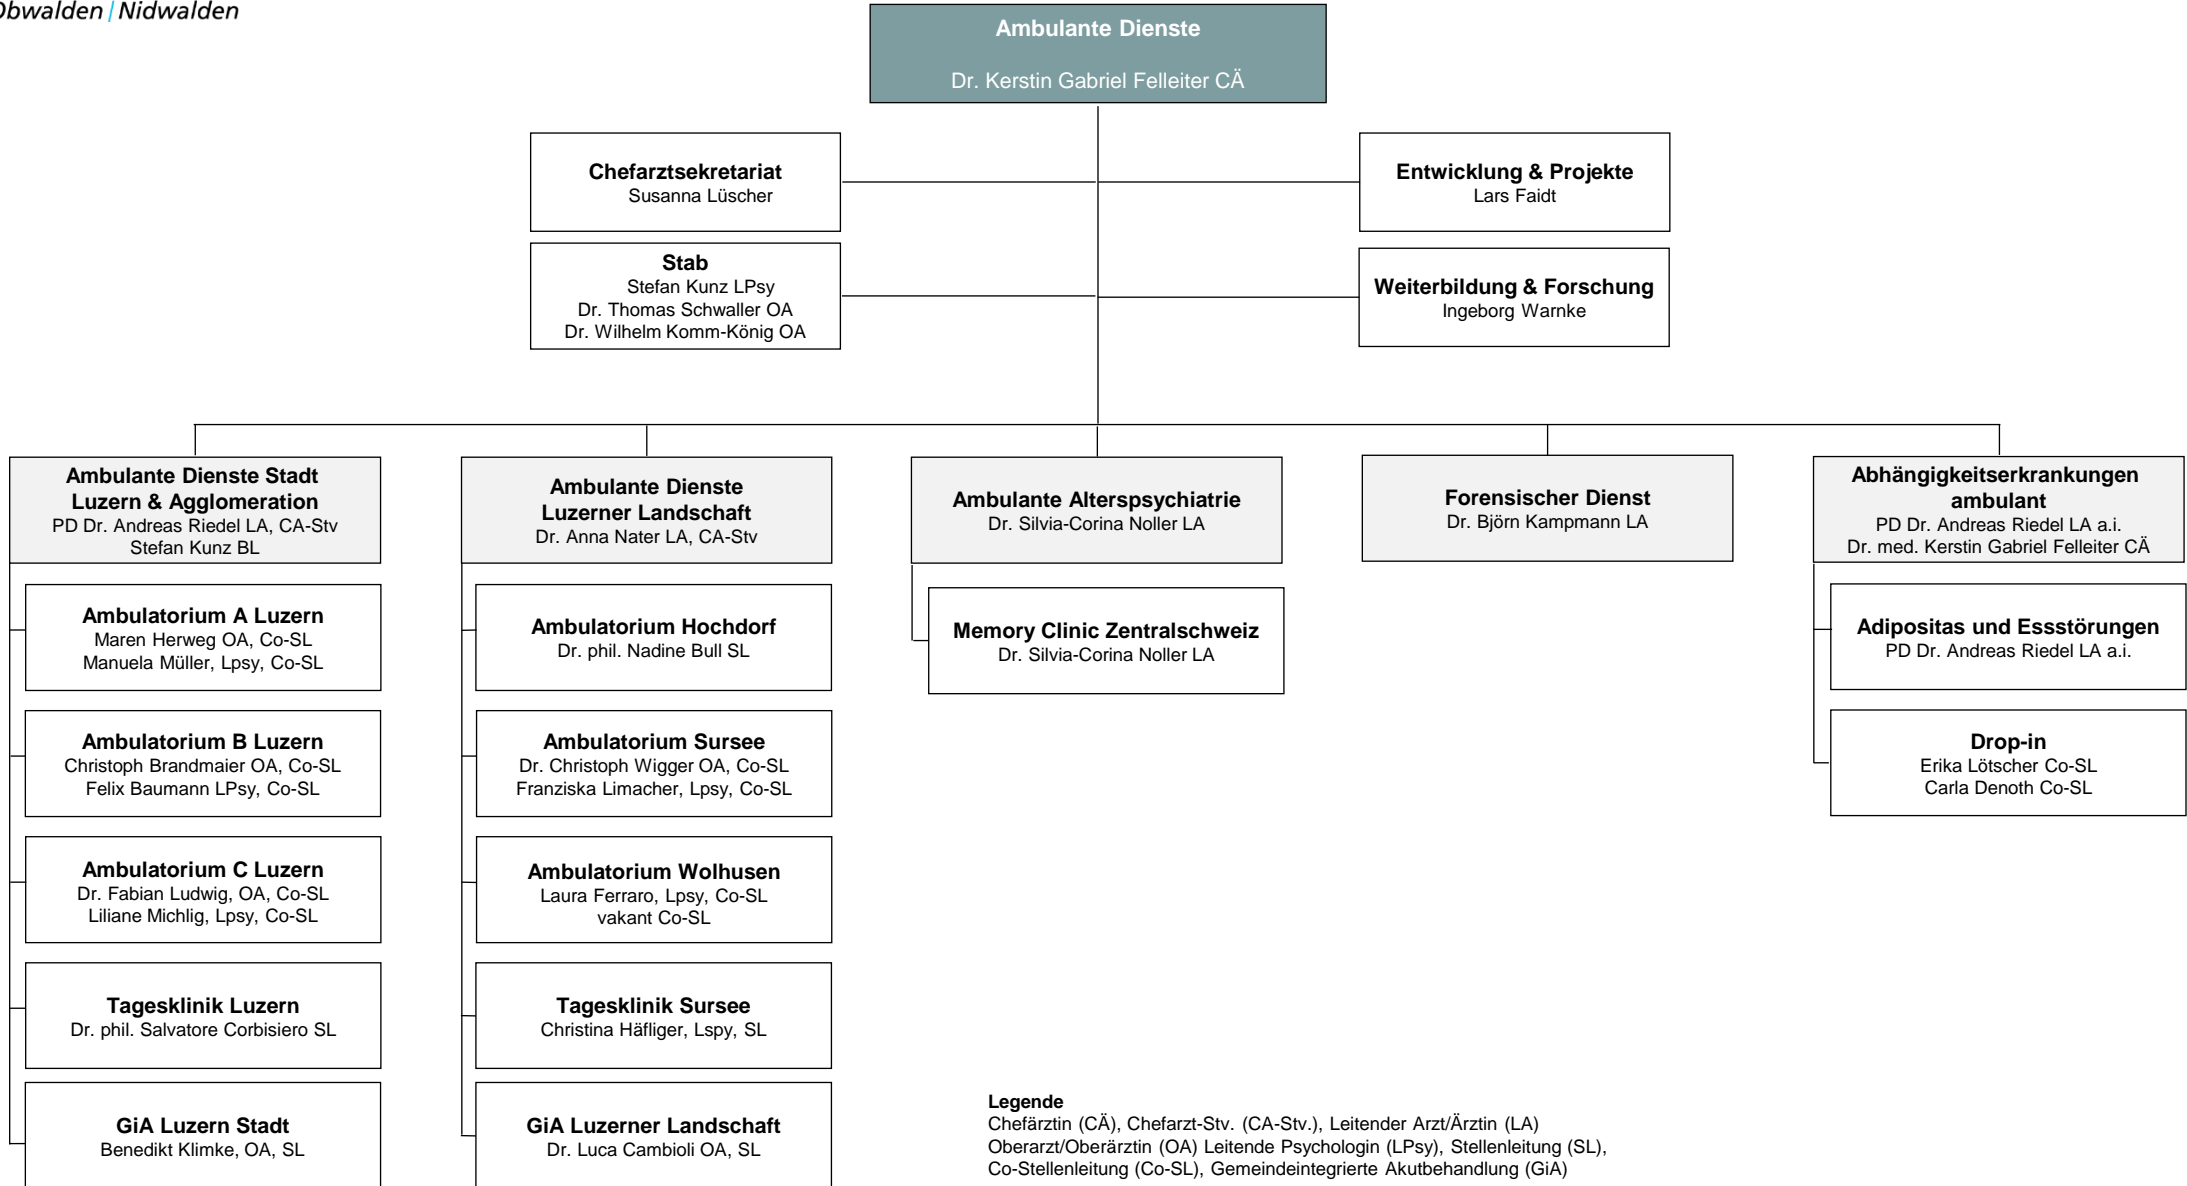 Obwalden | Nidwalden
Ambulante Dienste
Dr. Kerstin Gabriel Felleiter CÄ
Chefarztsekretariat
Susanna Lüscher
Entwicklung & Projekte
Lars Faidt
Stab
Stefan Kunz LPsy
Dr. Thomas Schwaller OA
Dr. Wilhelm Komm-König OA
Weiterbildung & Forschung
Ingeborg Warnke
Ambulante Dienste Stadt
Luzern & Agglomeration
PD Dr. Andreas Riedel LA, CA-Stv
Stefan Kunz BL
Ambulatorium A Luzern
Maren Herweg OA, Co-SL
Manuela Müller, Lpsy, Co-SL
Ambulatorium B Luzern
Christoph Brandmaier OA, Co-SL
Felix Baumann LPsy, Co-SL
Ambulatorium C Luzern
Dr. Fabian Ludwig, OA, Co-SL
Liliane Michlig, Lpsy, Co-SL
Tagesklinik Luzern
Dr. phil. Salvatore Corbisiero SL
GiA Luzern Stadt
Benedikt Klimke, OA, SL
Ambulante Dienste
Luzerner Landschaft
Dr. Anna Nater LA, CA-Stv
Ambulatorium Hochdorf
Dr. phil. Nadine Bull SL
Ambulatorium Sursee
Dr. Christoph Wigger OA, Co-SL
Franziska Limacher, Lpsy, Co-SL
Ambulatorium Wolhusen
Laura Ferraro, Lpsy, Co-SL
vakant Co-SL
Tagesklinik Sursee
Christina Häfliger, Lspy, SL
GiA Luzerner Landschaft
Dr. Luca Cambioli OA, SL
Ambulante Alterspsychiatrie
Dr. Silvia-Corina Noller LA
Memory Clinic Zentralschweiz
Dr. Silvia-Corina Noller LA
Forensischer Dienst
Dr. Björn Kampmann LA
Abhängigkeitserkrankungen
ambulant
PD Dr. Andreas Riedel LA a.i.
Dr. med. Kerstin Gabriel Felleiter CÄ
Adipositas und Essstörungen
PD Dr. Andreas Riedel LA a.i.
Drop-in
Erika Lötscher Co-SL
Carla Denoth Co-SL
Legende
Chefärztin (CÄ), Chefarzt-Stv. (CA-Stv.), Leitender Arzt/Ärztin (LA)
Oberarzt/Oberärztin (OA) Leitende Psychologin (LPsy), Stellenleitung (SL),
Co-Stellenleitung (Co-SL), Gemeindeintegrierte Akutbehandlung (GiA)